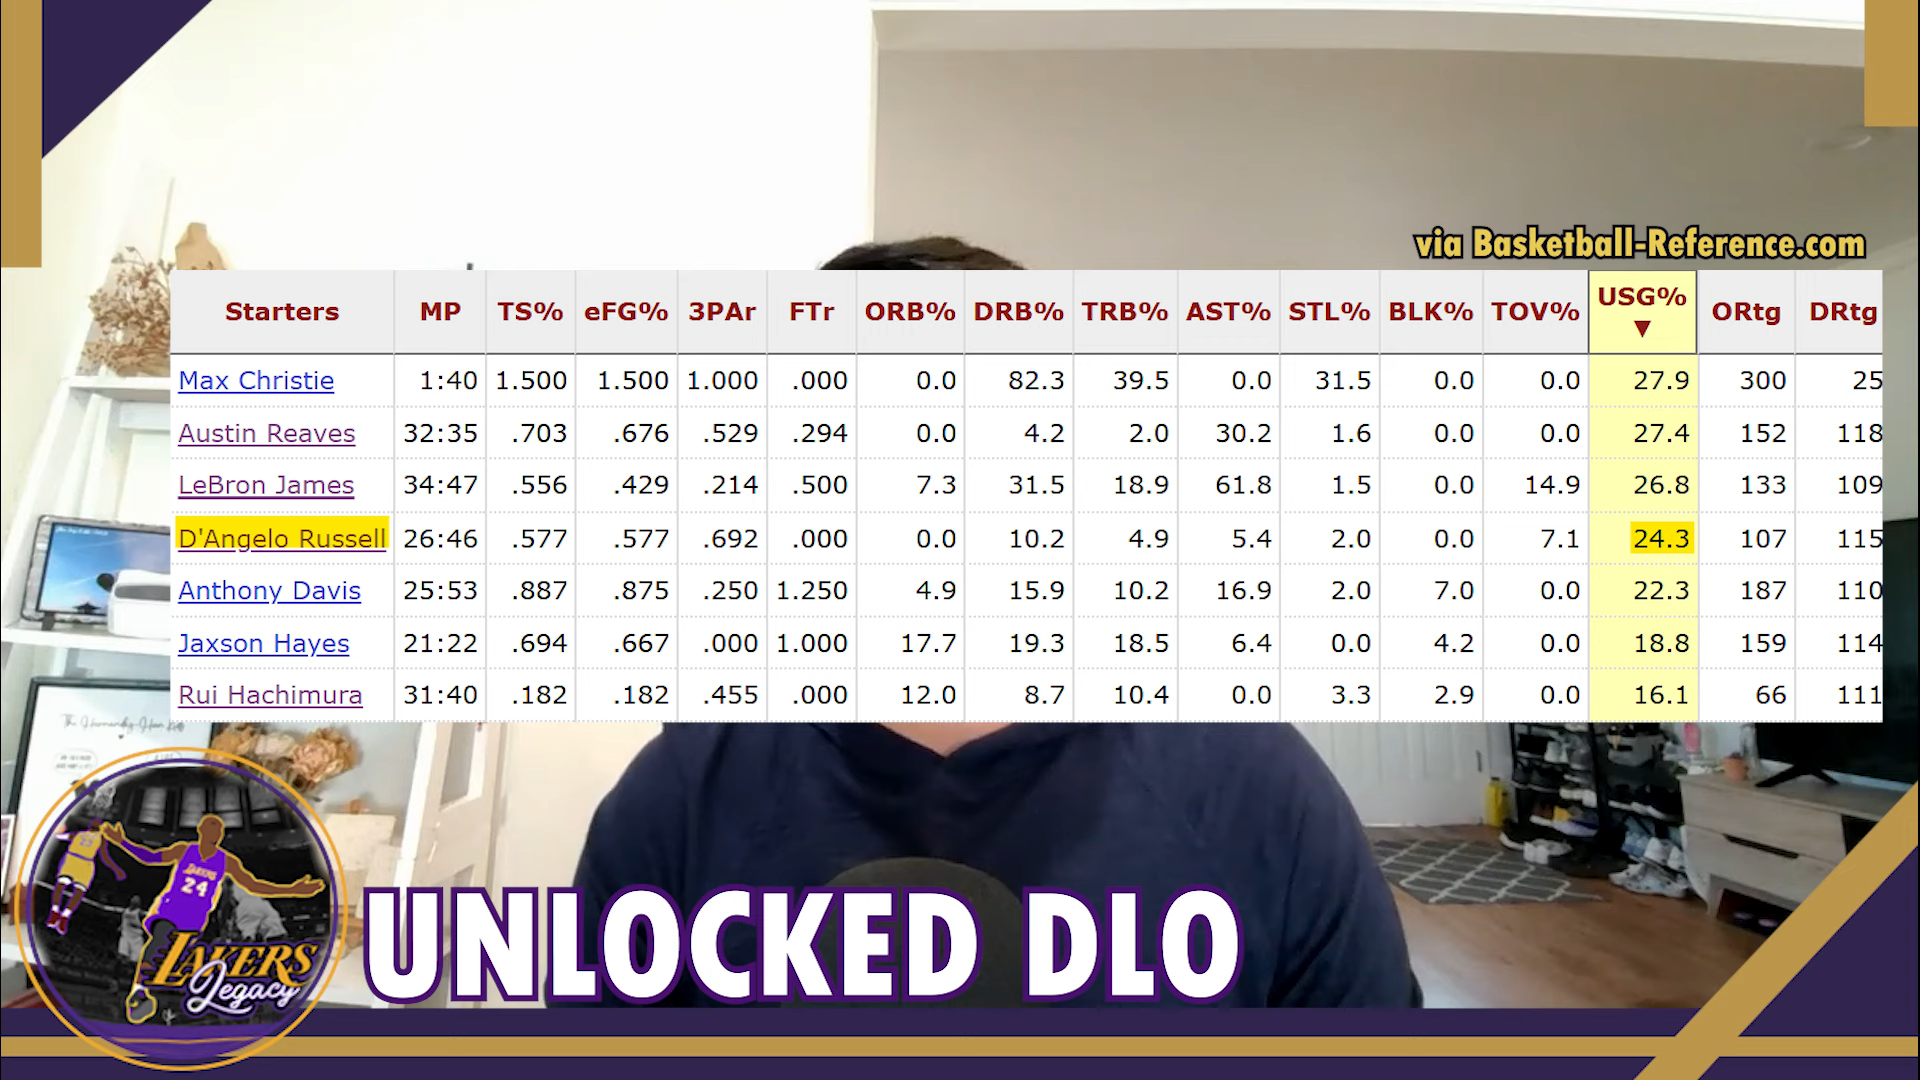 via Basketball-Reference.com
Starters MP TS% eFG% 3PAr FTr ORB% DRB% TRB% AST% STL% BLK% TOV% USG% ▼ ORtg DRtg
Max Christie 1:40 1.500 1.500 1.000 .000 0.0 82.3 39.5 0.0 31.5 0.0 0.0 27.9 300 25
Austin Reaves 32:35 .703 .676 .529 .294 0.0 4.2 2.0 30.2 1.6 0.0 0.0 27.4 152 118
LeBron James 34:47 .556 .429 .214 .500 7.3 31.5 18.9 61.8 1.5 0.0 14.9 26.8 133 109
D'Angelo Russell 26:46 .577 .577 .692 .000 0.0 10.2 4.9 5.4 2.0 0.0 7.1 24.3 107 115
Anthony Davis 25:53 .887 .875 .250 1.250 4.9 15.9 10.2 16.9 2.0 7.0 0.0 22.3 187 110
Jaxson Hayes 21:22 .694 .667 .000 1.000 17.7 19.3 18.5 6.4 0.0 4.2 0.0 18.8 159 114
Rui Hachimura 31:40 .182 .182 .455 .000 12.0 8.7 10.4 0.0 3.3 2.9 0.0 16.1 66 111
LAKERS
24
LAKERS
Legacy
UNLOCKED DLO